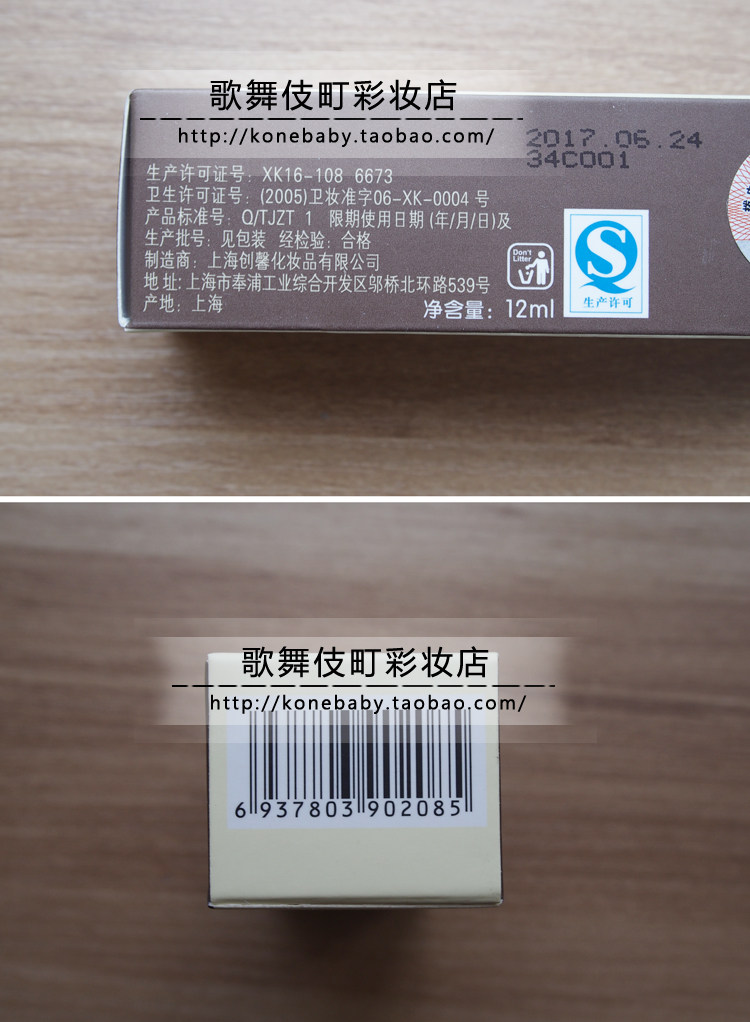 歌舞伎町彩妆店
http://konebaby.taobao.com/
2017.06.24
34C001
生产许可证号: XK16-108 6673
卫生许可证号: (2005)卫妆准字06-XK-0004 号
产品标准号: Q/TJZT 1 限期使用日期 (年/月/日)及
生产批号: 见包装 经检验: 合格
制造商: 上海创馨化妆品有限公司
地 址: 上海市奉浦工业综合开发区邬桥北环路539号
产地: 上海
净含量: 12ml
Don't
Litter
生产许可
歌舞伎町彩妆店
http://konebaby.taobao.com/
6 937803 902085